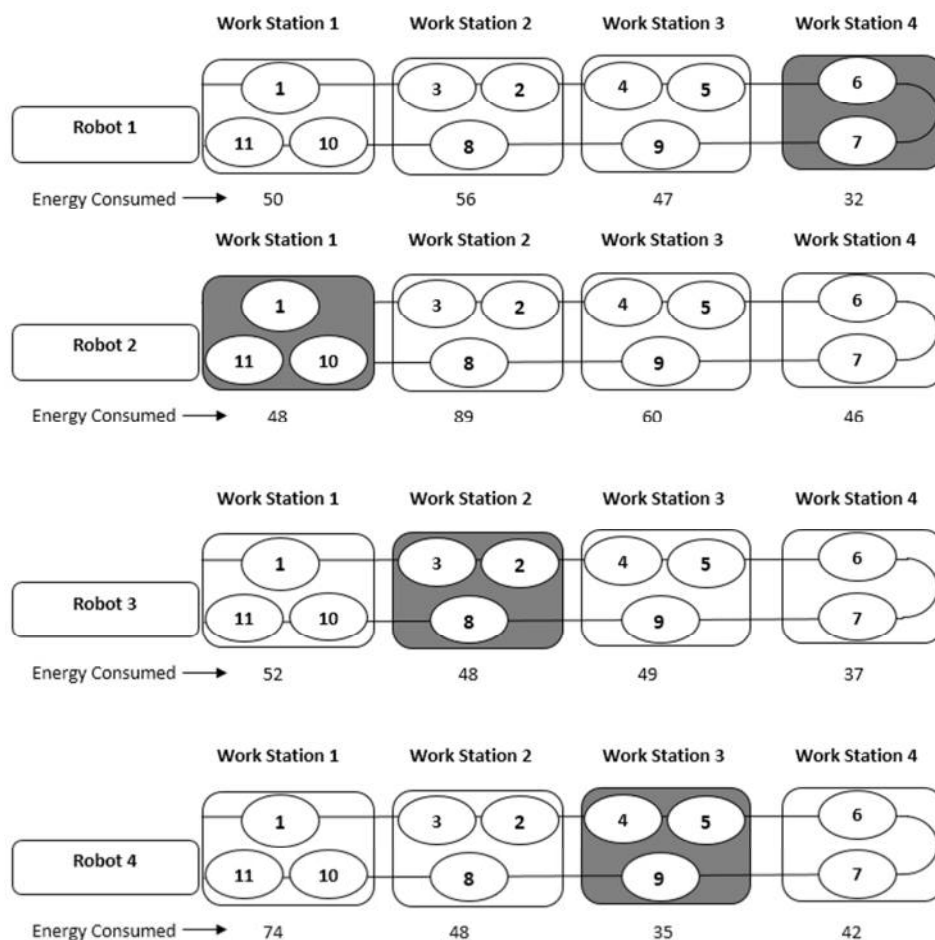 Work Station 1 Work Station 2 Work Station 3 Work Station 4
1 3 2 4 5 6
Robot 1
11 10 8 9 7
Energy Consumed 50 56 47 32
Work Station 1 Work Station 2 Work Station 3 Work Station 4
1 3 2 4 5 6
Robot 2
11 10 8 9 7
Energy Consumed 48 89 60 46
Work Station 1 Work Station 2 Work Station 3 Work Station 4
1 3 2 4 5 6
Robot 3
11 10 8 9 7
Energy Consumed 52 48 49 37
Work Station 1 Work Station 2 Work Station 3 Work Station 4
1 3 2 4 5 6
Robot 4
11 10 8 9 7
Energy Consumed 74 48 35 42